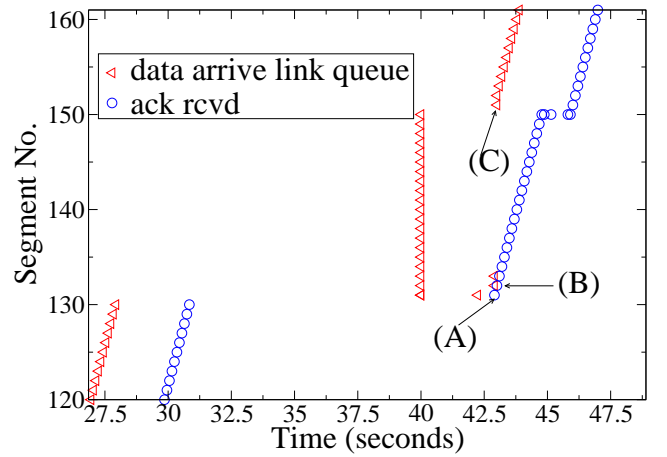 160
150
140
130
120
Segment No.
data arrive link queue
ack rcvd
(C)
(B)
(A)
27.5 30 32.5 35 37.5 40 42.5 45 47.5
Time (seconds)